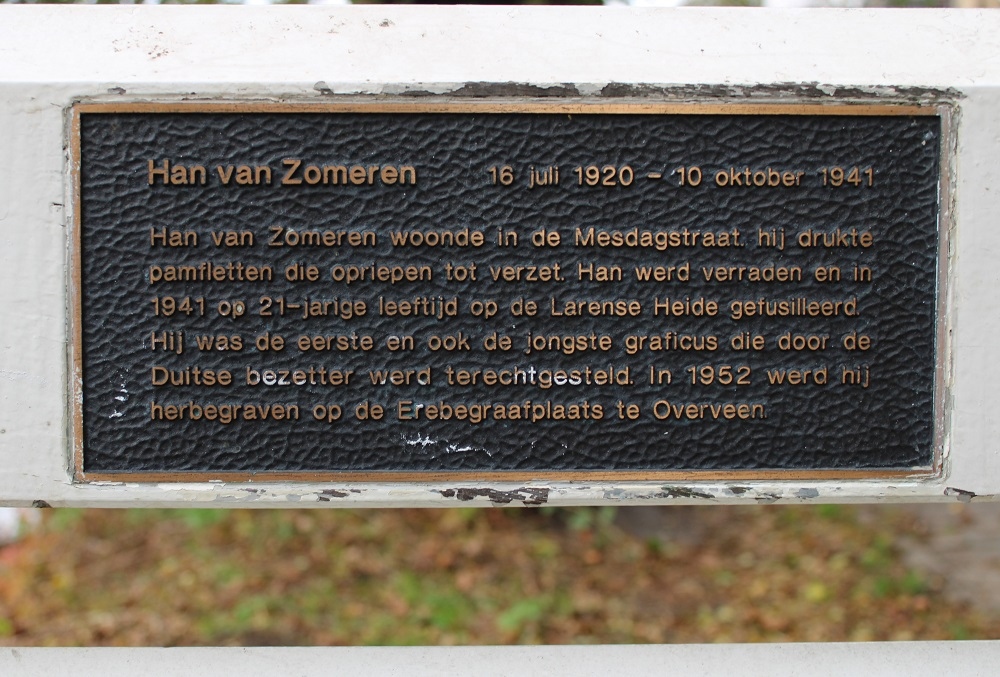 Han van Zomeren 16 juli 1920 - 10 oktober 1941
Han van Zomeren woonde in de Mesdagstraat. hij drukte
pamfletten die opriepen tot verzet. Han werd verraden en in
1941 op 21-jarige leeftijd op de Larense Heide gefusilleerd.
Hij was de eerste en ook de jongste graficus die door de
Duitse bezetter werd terechtgesteld. In 1952 werd hij
herbegraven op de Erebegraafplaats te Overveen.